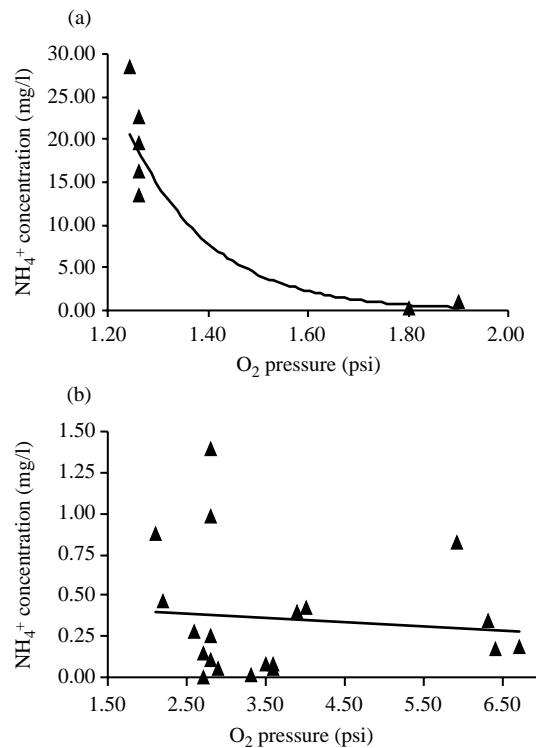 (a)
NH₄⁺ concentration (mg/l)
30.00
25.00
20.00
15.00
10.00
5.00
0.00
1.20 1.40 1.60 1.80 2.00
O₂ pressure (psi)
(b)
NH₄⁺ concentration (mg/l)
1.50
1.25
1.00
0.75
0.50
0.25
0.00
1.50 2.50 3.50 4.50 5.50 6.50
O₂ pressure (psi)